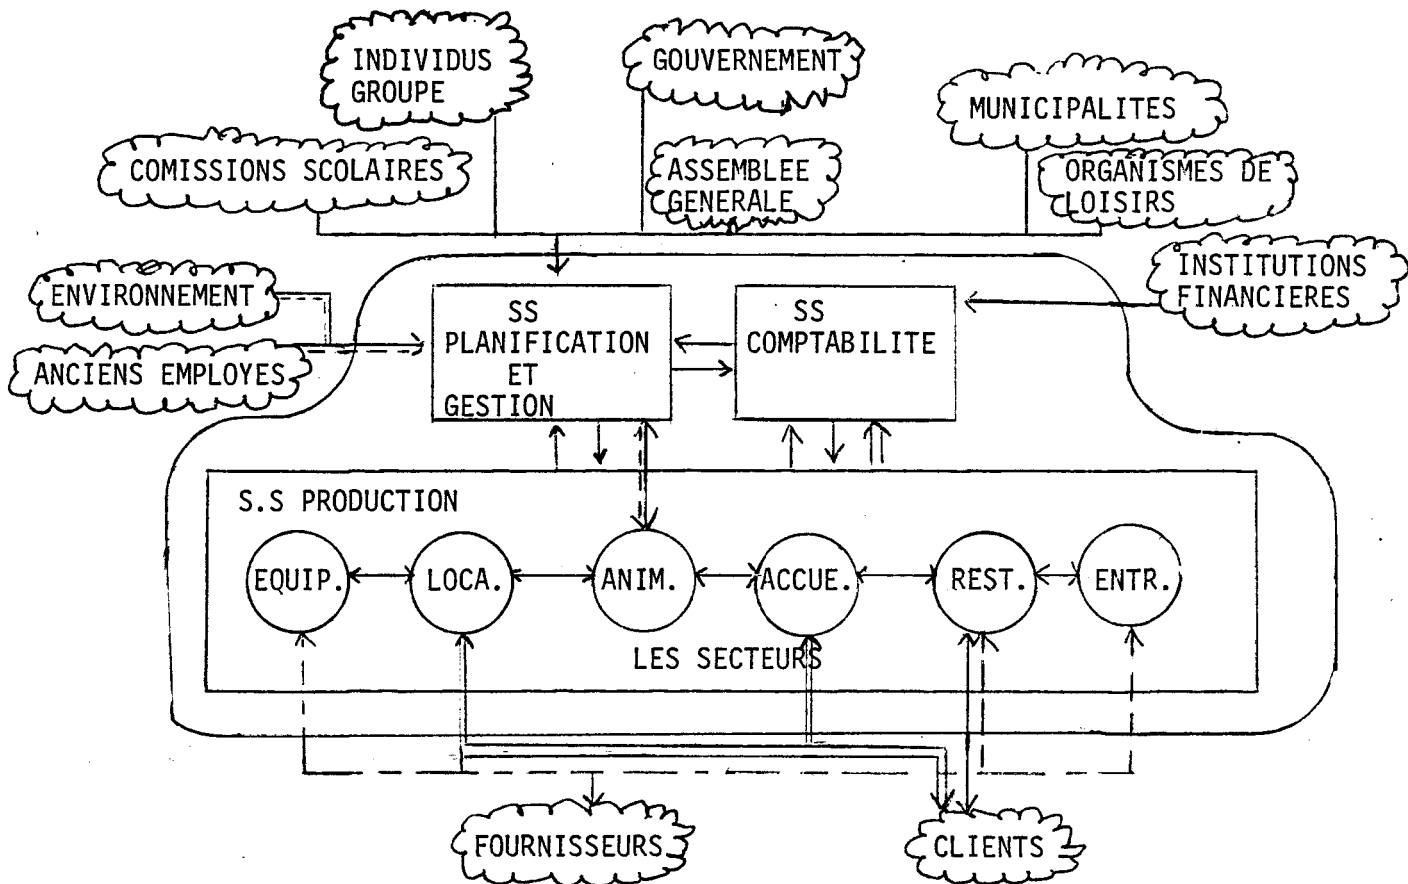 INDIVIDUS
GROUPE
GOUVERNEMENT
MUNICIPALITES
COMISSIONS SCOLAIRES
ASSEMBLEE
GENERALE
ORGANISMES DE
LOISIRS
INSTITUTIONS
FINANCIERES
ENVIRONNEMENT
ANCIENS EMPLOYES
SS
PLANIFICATION
ET
GESTION
SS
COMPTABILITE
S.S PRODUCTION
EQUIP.
LOCA.
ANIM.
ACCUE.
REST.
ENTR.
LES SECTEURS
FOURNISSEURS
CLIENTS